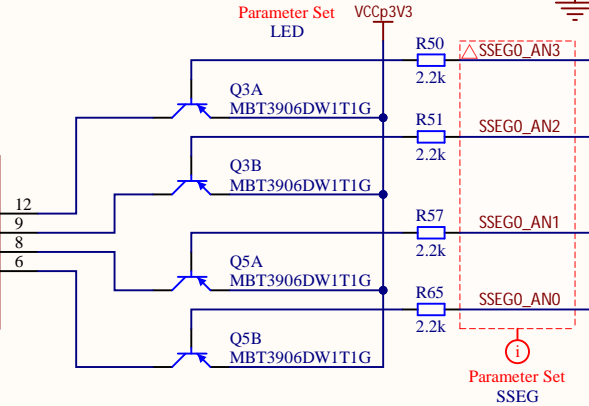 Parameter Set
LED
VCCp3V3
R50
2.2k
SSEG0_AN3
Q3A
MBT3906DW1T1G
R51
2.2k
SSEG0_AN2
Q3B
MBT3906DW1T1G
12
9
8
6
R57
2.2k
SSEG0_AN1
Q5A
MBT3906DW1T1G
R65
2.2k
SSEG0_AN0
Q5B
MBT3906DW1T1G
i
Parameter Set
SSEG